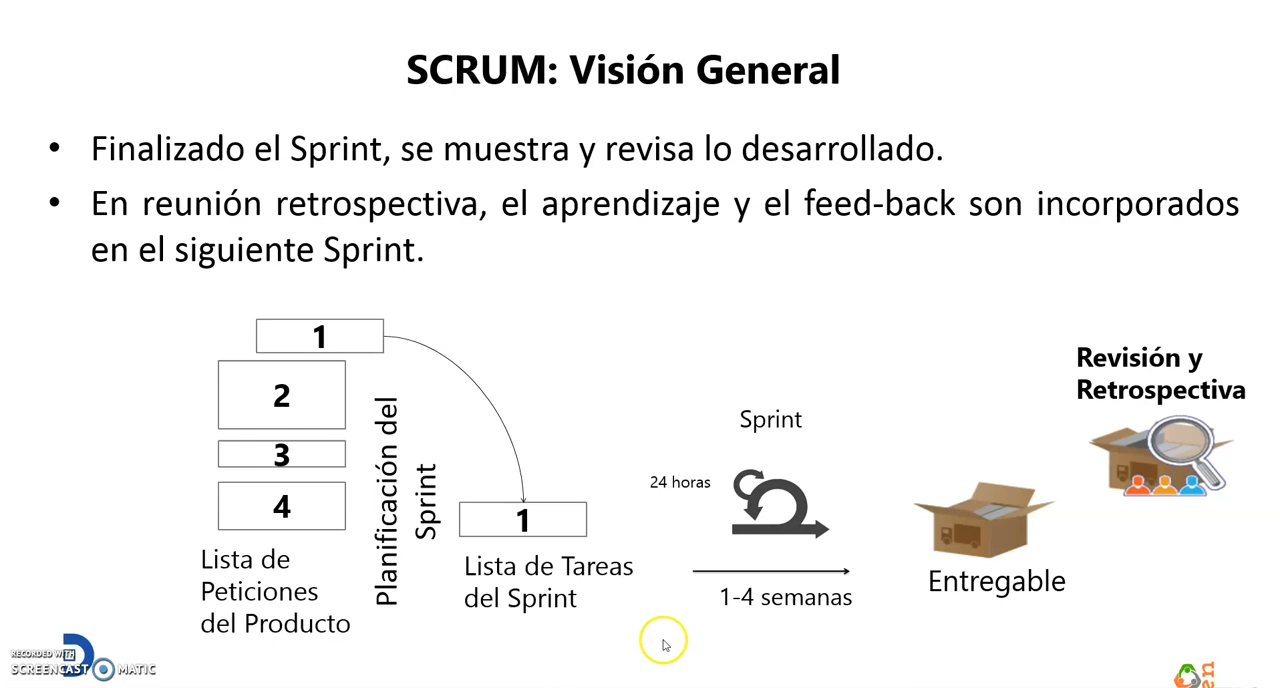 SCRUM: Visión General
• Finalizado el Sprint, se muestra y revisa lo desarrollado.
• En reunión retrospectiva, el aprendizaje y el feed-back son incorporados
en el siguiente Sprint.
1
2
3
4
Lista de
Peticiones
del Producto
Planificación del
Sprint
1
Lista de Tareas
del Sprint
Sprint
24 horas
1-4 semanas
Entregable
Revisión y
Retrospectiva
RECORDED WITH
SCREENCAST MATIC
en